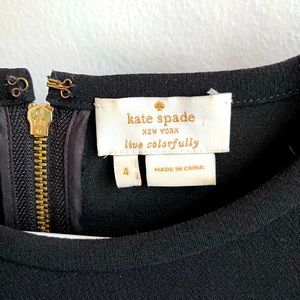 kate spade
NEW YORK
live colorfully
4
MADE IN CHINA